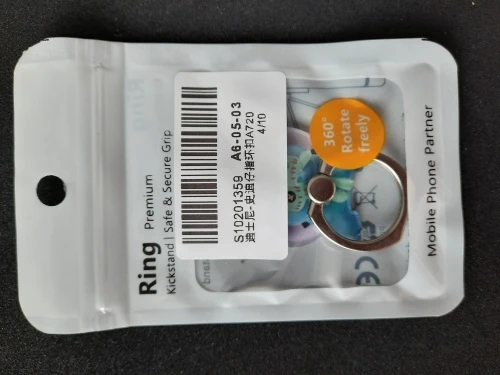 Ring Premium
Kickstand | Safe & Secure Grip
S10201359 A6-05-03
迪士尼-史迪仔指环扣A720
4/10
360°
Rotate
freely
Mobile Phone Partner
CE